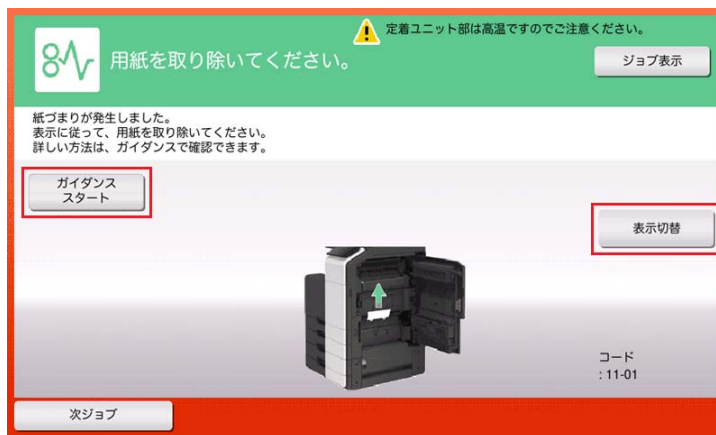 定着ユニット部は高温ですのでご注意ください。
用紙を取り除いてください。
ジョブ表示
紙づまりが発生しました。
表示に従って、用紙を取り除いてください。
詳しい方法は、ガイダンスで確認できます。
ガイダンス
スタート
表示切替
コード
: 11-01
次ジョブ